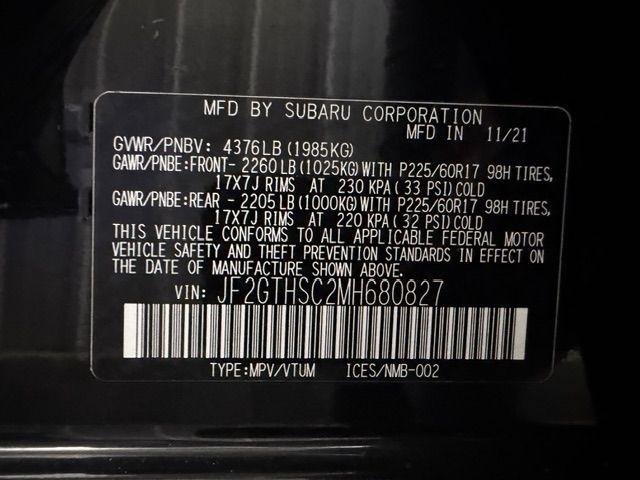 MFD BY SUBARU CORPORATION
MFD IN 11/21
GVWR/PNBV: 4376LB (1985KG)
GAWR/PNBE:FRONT- 2260LB (1025KG)WITH P225/60R17 98H TIRES,
17X7J RIMS AT 230 KPA( 33 PSI)COLD
GAWR/PNBE:REAR - 2205LB (1000KG)WITH P225/60R17 98H TIRES,
17X7J RIMS AT 220 KPA( 32 PSI)COLD
THIS VEHICLE CONFORMS TO ALL APPLICABLE FEDERAL MOTOR
VEHICLE SAFETY AND THEFT PREVENTION STANDARDS IN EFFECT ON
THE DATE OF MANUFACTURE SHOWN ABOVE.
VIN: JF2GTHSC2MH680827
TYPE:MPV/VTUM ICES/NMB-002